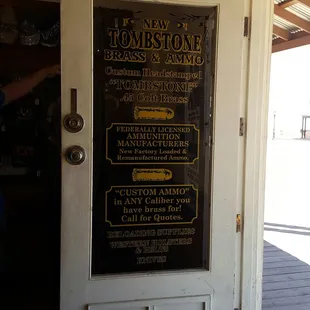 NEW
TOMBSTONE
BRASS & AMMO
Custom Headstamped
"TOMBSTONE"
.45 Colt Brass
FEDERALLY LICENSED
AMMUNITION
MANUFACTURERS
New Factory Loaded &
Remanufactured Ammo.
"CUSTOM AMMO"
in ANY Caliber you
have brass for!
Call for Quotes.
RELOADING SUPPLIES
WESTERN HOLSTERS
& BELTS
KNIVES